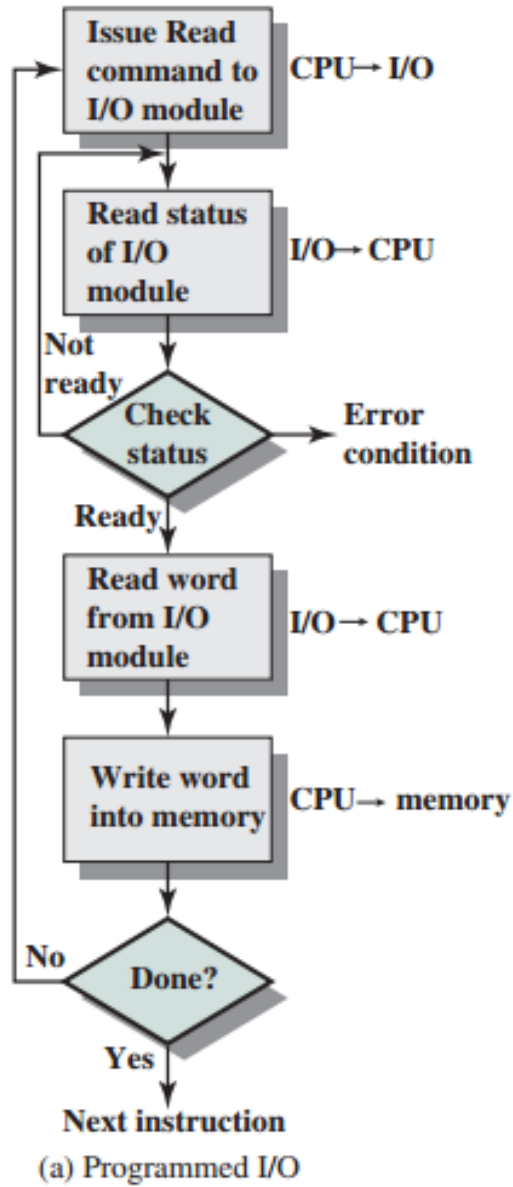 Issue Read
command to
I/O module
CPU→ I/O
Read status
of I/O
module
I/O→ CPU
Not
ready
Check
status
Error
condition
Ready
Read word
from I/O
module
I/O→ CPU
Write word
into memory
CPU→ memory
No
Done?
Yes
Next instruction
(a) Programmed I/O